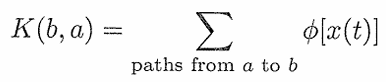 K(b, a) = ∑ ϕ[x(t)]
paths from a to b